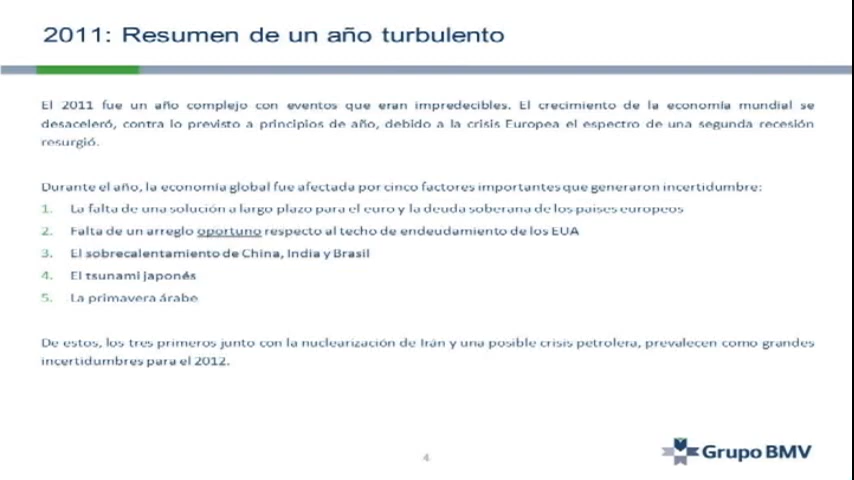 2011: Resumen de un año turbulento
El 2011 fue un año complejo con eventos que eran impredecibles. El crecimiento de la economía mundial se
desaceleró, contra lo previsto a principios de año, debido a la crisis Europea el espectro de una segunda recesión
resurgió.
Durante el año, la economía global fue afectada por cinco factores importantes que generaron incertidumbre:
1. La falta de una solución a largo plazo para el euro y la deuda soberana de los países europeos
2. Falta de un arreglo oportuno respecto al techo de endeudamiento de los EUA
3. El sobrecalentamiento de China, India y Brasil
4. El tsunami japonés
5. La primavera árabe
De estos, los tres primeros junto con la nuclearización de Irán y una posible crisis petrolera, prevalecen como grandes
incertidumbres para el 2012.
4
Grupo BMV